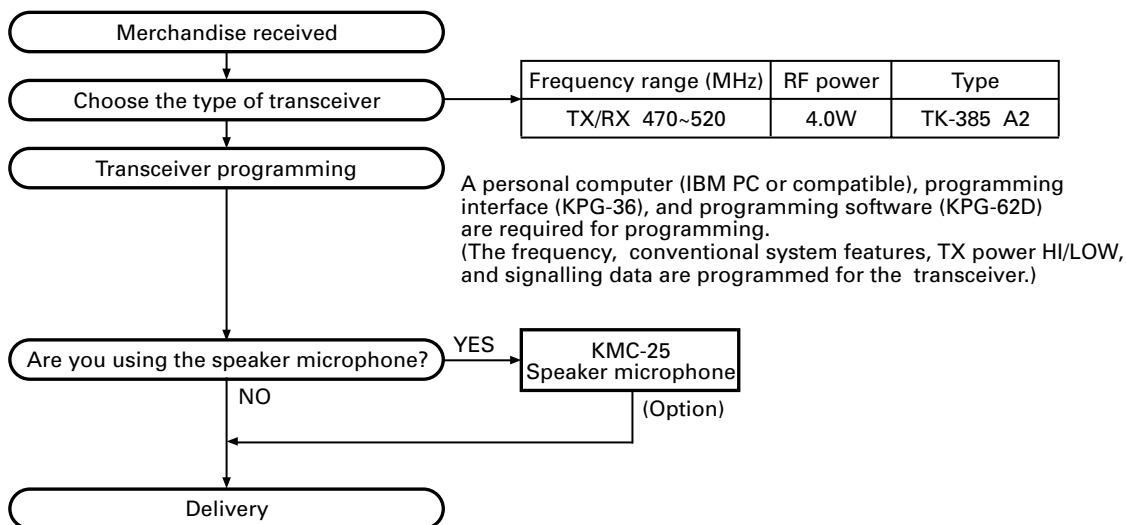 Merchandise received
Choose the type of transceiver
Frequency range (MHz) RF power Type
TX/RX 470~520 4.0W TK-385 A2
Transceiver programming
A personal computer (IBM PC or compatible), programming
interface (KPG-36), and programming software (KPG-62D)
are required for programming.
(The frequency, conventional system features, TX power HI/LOW,
and signalling data are programmed for the transceiver.)
Are you using the speaker microphone?
YES
KMC-25
Speaker microphone
NO
(Option)
Delivery